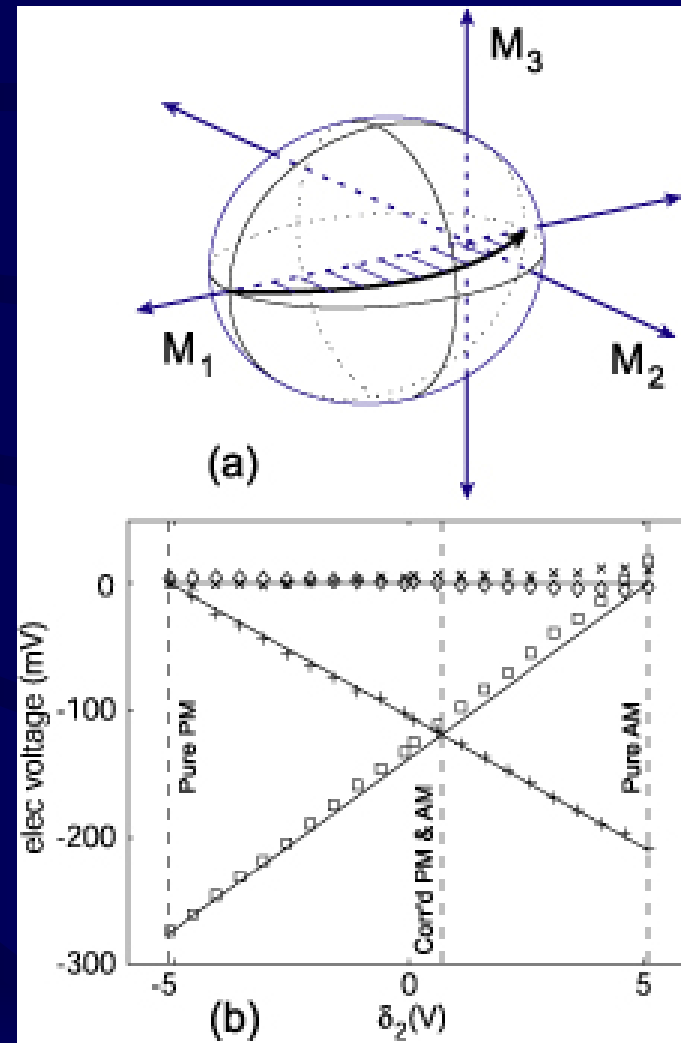 M₃
M₁
M₂
(a)
elec voltage (mV)
0
-100
-200
-300
Pure PM
Corr'd PM & AM
Pure AM
-5
0
5
δ₂(V)
(b)